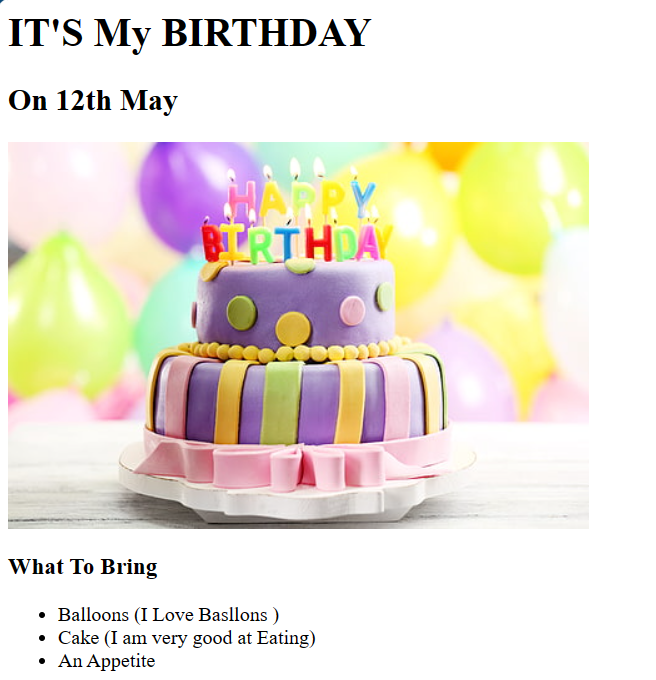 IT'S My BIRTHDAY
On 12th May
HAPPY
BIRTHDAY
What To Bring
Balloons (I Love Basllons )
Cake (I am very good at Eating)
An Appetite